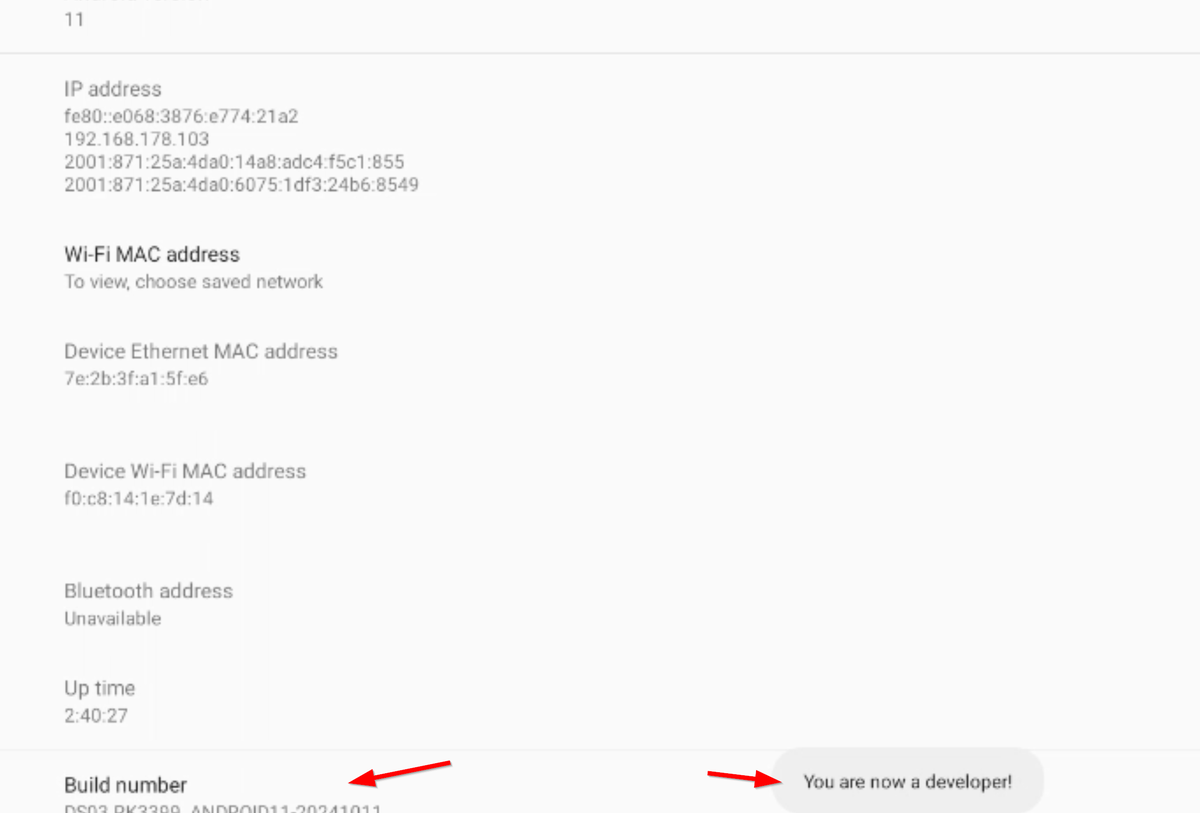 11
IP address
fe80::e068:3876:e774:21a2
192.168.178.103
2001:871:25a:4da0:14a8:adc4:f5c1:855
2001:871:25a:4da0:6075:1df3:24b6:8549
Wi-Fi MAC address
To view, choose saved network
Device Ethernet MAC address
7e:2b:3f:a1:5f:e6
Device Wi-Fi MAC address
f0:c8:14:1e:7d:14
Bluetooth address
Unavailable
Up time
2:40:27
Build number
You are now a developer!
DS03_RK3399_ANDROID11-20241011